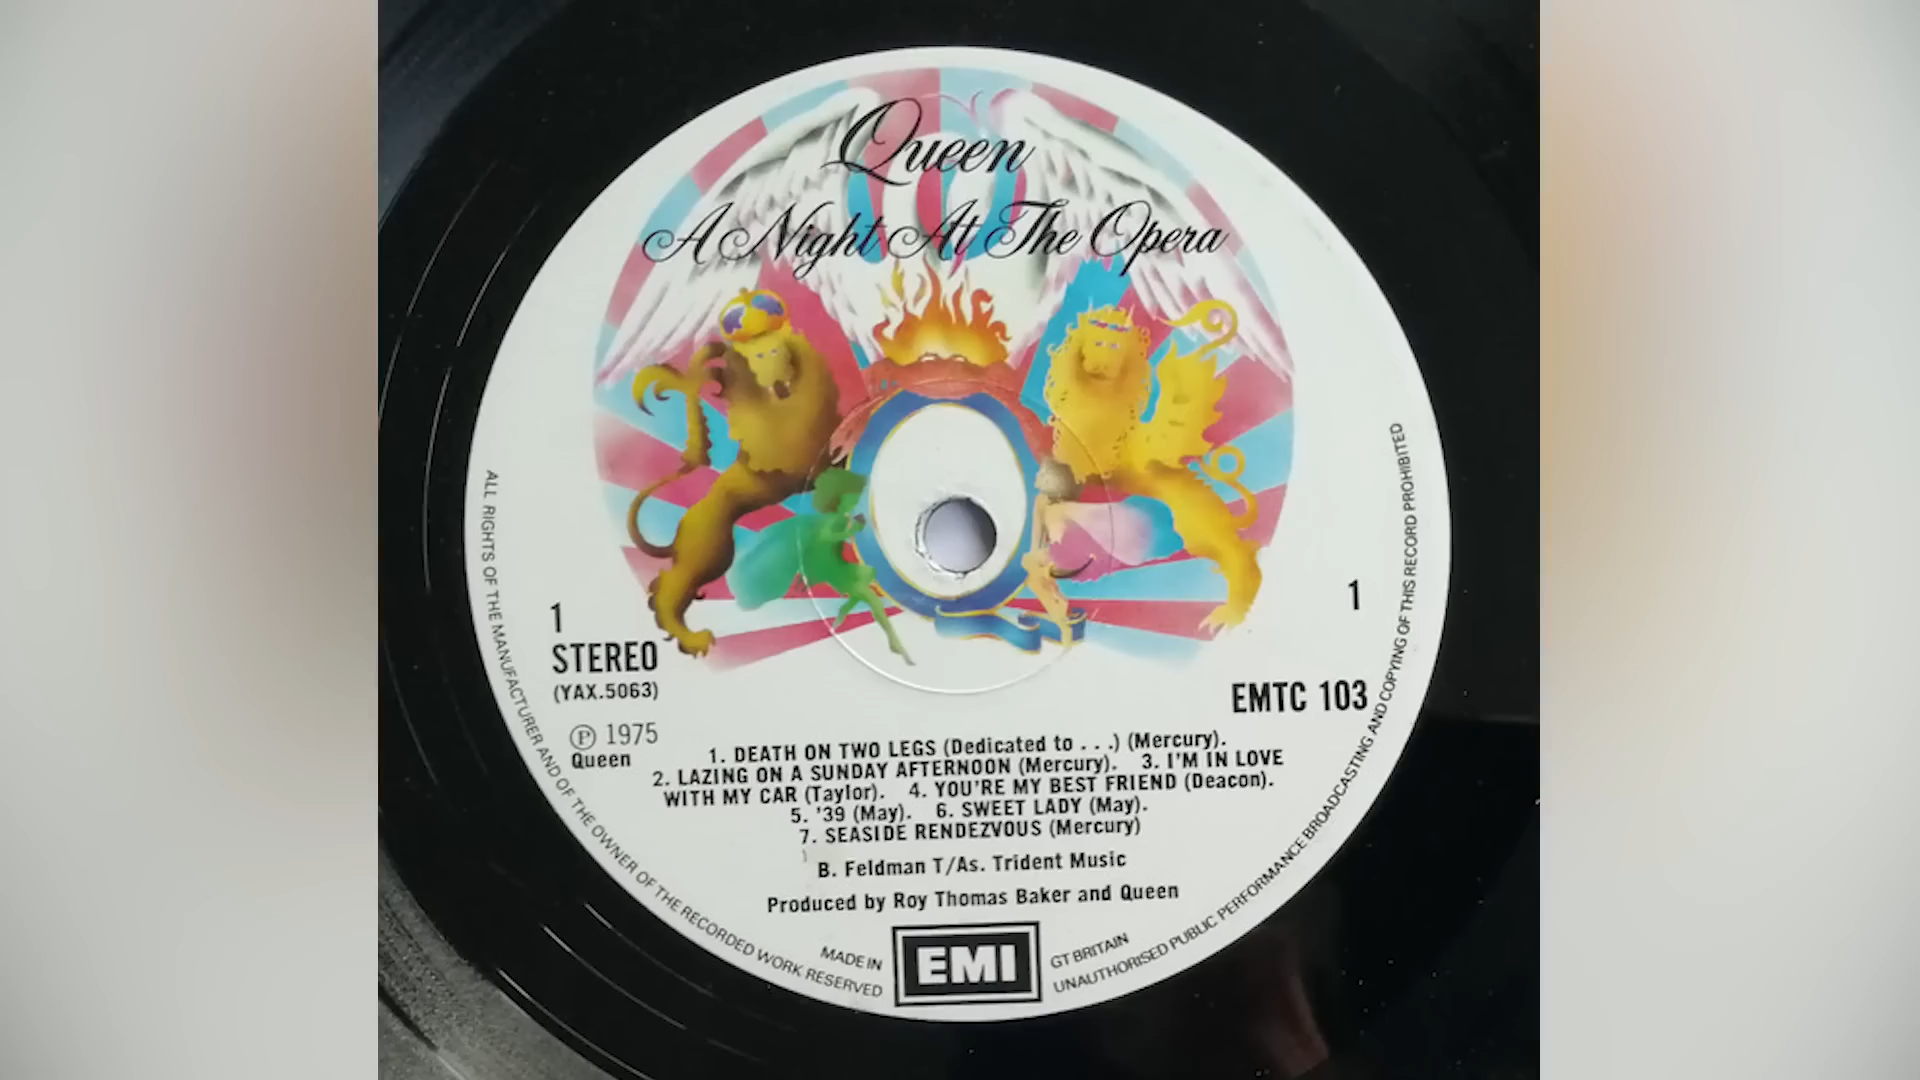 Queen
A Night At The Opera
1
STEREO
(YAX.5063)
℗ 1975
Queen
1
EMTC 103
1. DEATH ON TWO LEGS (Dedicated to . . .) (Mercury).
2. LAZING ON A SUNDAY AFTERNOON (Mercury). 3. I'M IN LOVE
WITH MY CAR (Taylor). 4. YOU'RE MY BEST FRIEND (Deacon).
5. '39 (May). 6. SWEET LADY (May).
7. SEASIDE RENDEZVOUS (Mercury)
B. Feldman T/As. Trident Music
Produced by Roy Thomas Baker and Queen
MADE IN
EMI
GT BRITAIN
ALL RIGHTS OF THE MANUFACTURER AND OF THE OWNER OF THE RECORDED WORK RESERVED
UNAUTHORISED PUBLIC PERFORMANCE BROADCASTING AND COPYING OF THIS RECORD PROHIBITED